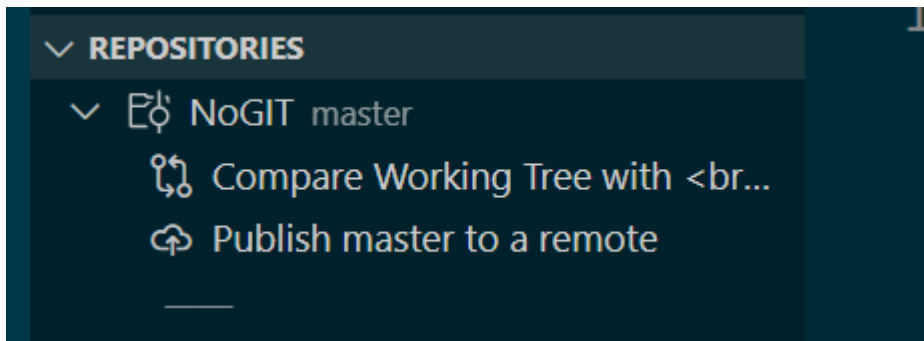 REPOSITORIES
NoGIT master
Compare Working Tree with <br...
Publish master to a remote